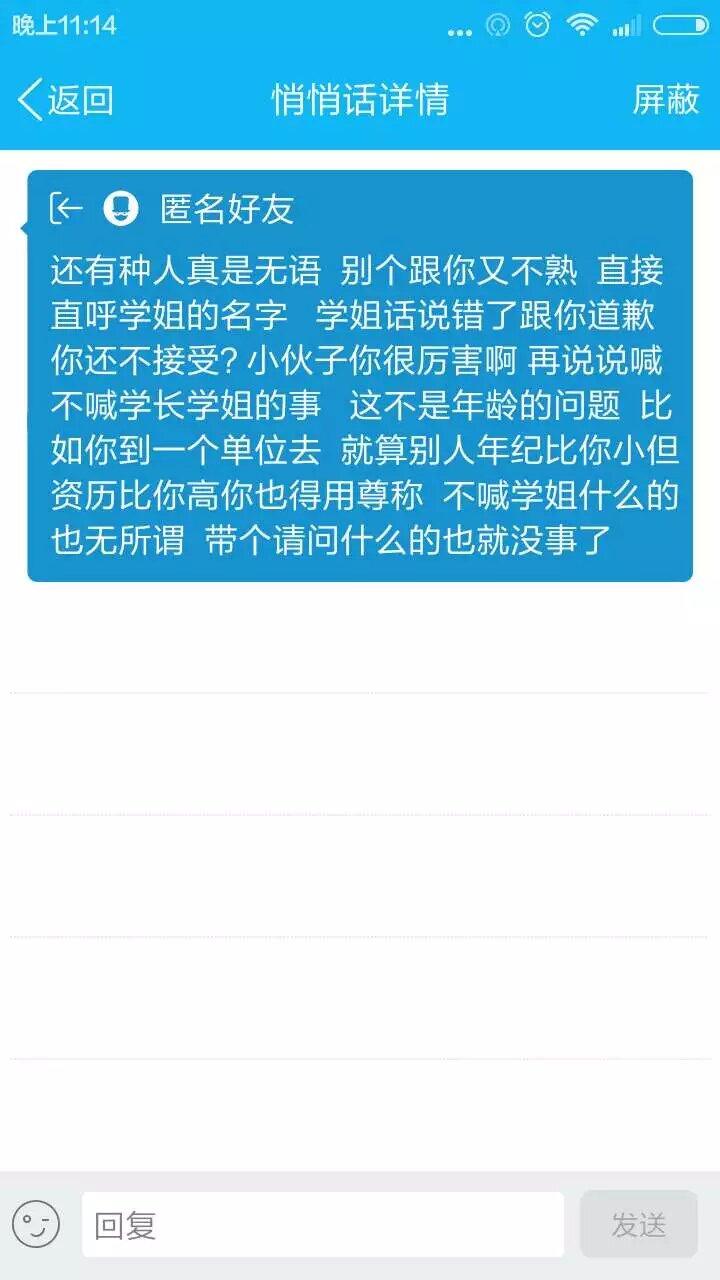 晚上11:14
返回
悄悄话详情
屏蔽
匿名好友
还有种人真是无语 别个跟你又不熟 直接
直呼学姐的名字 学姐话说错了跟你道歉
你还不接受?小伙子你很厉害啊 再说说喊
不喊学长学姐的事 这不是年龄的问题 比
如你到一个单位去 就算别人年纪比你小但
资历比你高你也得用尊称 不喊学姐什么的
也无所谓 带个请问什么的也就没事了
回复
发送